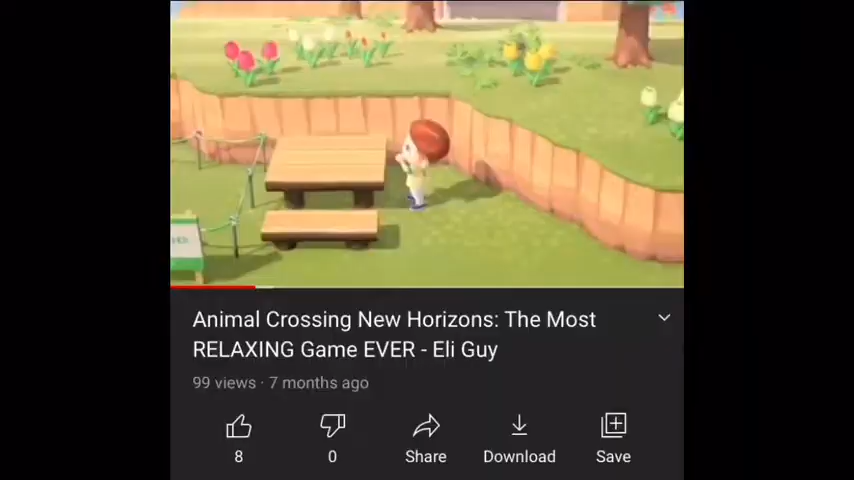 Animal Crossing New Horizons: The Most
RELAXING Game EVER - Eli Guy
99 views · 7 months ago
8
0
Share
Download
Save